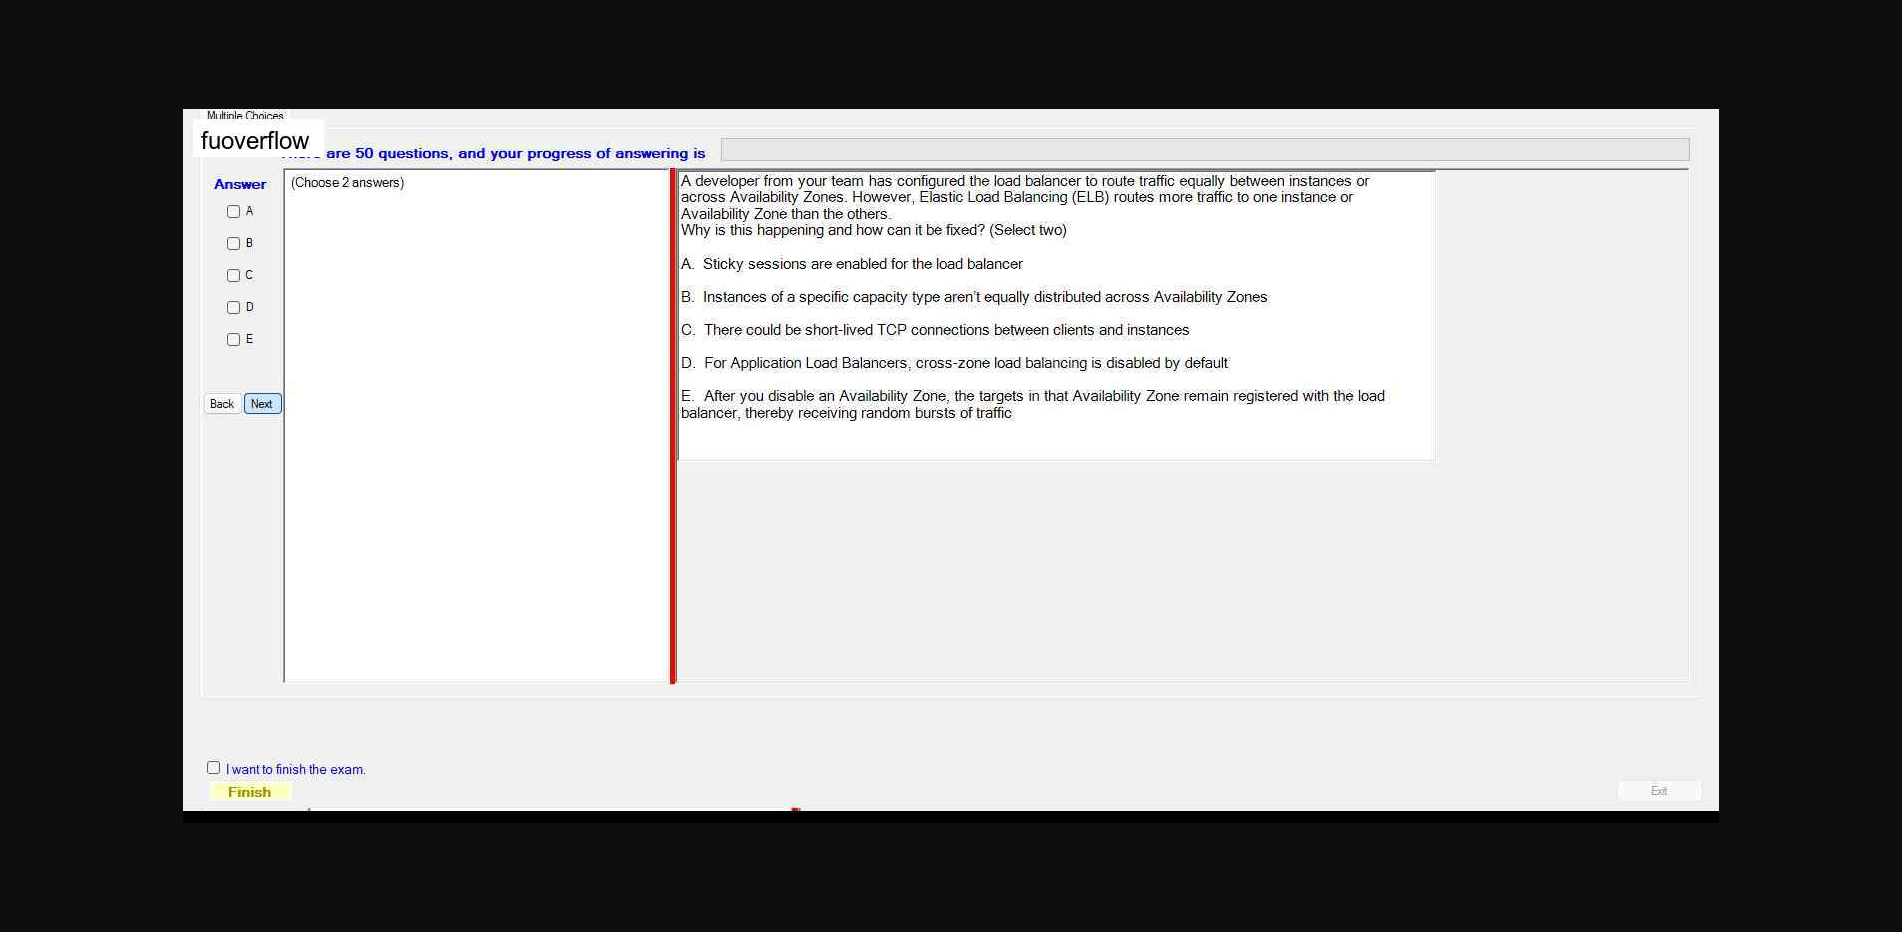 Multiple Choices
fuoverflow
are 50 questions, and your progress of answering is
Answer
(Choose 2 answers)
A
B
C
D
E
Back Next
A developer from your team has configured the load balancer to route traffic equally between instances or
across Availability Zones. However, Elastic Load Balancing (ELB) routes more traffic to one instance or
Availability Zone than the others.
Why is this happening and how can it be fixed? (Select two)
A. Sticky sessions are enabled for the load balancer
B. Instances of a specific capacity type aren't equally distributed across Availability Zones
C. There could be short-lived TCP connections between clients and instances
D. For Application Load Balancers, cross-zone load balancing is disabled by default
E. After you disable an Availability Zone, the targets in that Availability Zone remain registered with the load
balancer, thereby receiving random bursts of traffic
I want to finish the exam.
Finish
Exit